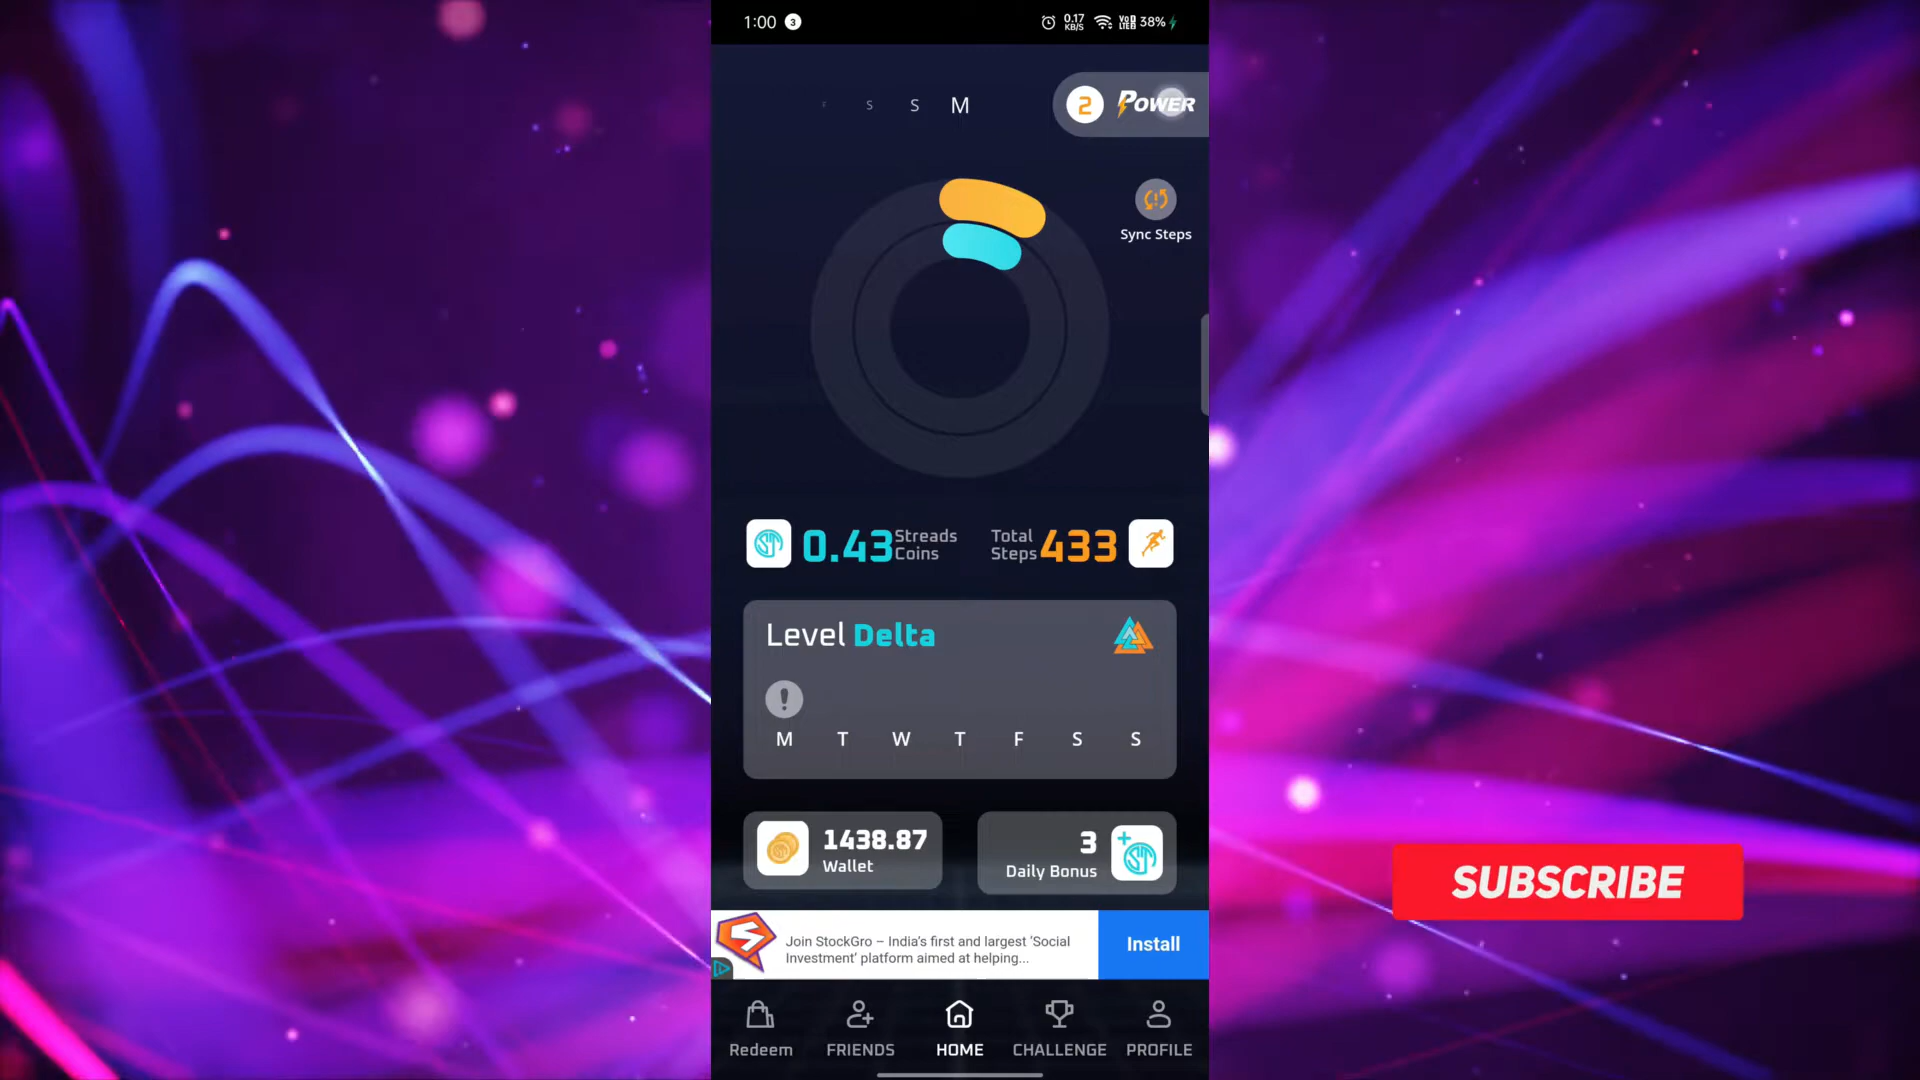 1:00 3
0.17 KB/S
38%
F S S M
2 POWER
Sync Steps
0.43 Streads Coins
Total Steps 433
Level Delta
!
M T W T F S S
1438.87
Wallet
3
Daily Bonus
Join StockGro – India's first and largest 'Social
Investment' platform aimed at helping...
Install
SUBSCRIBE
Redeem FRIENDS HOME CHALLENGE PROFILE